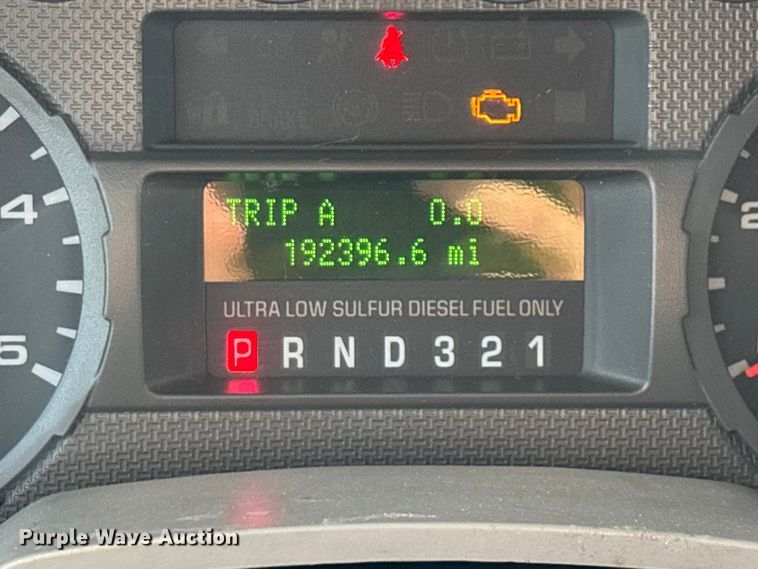 TRIP A 0.0
192396.6 mi
4
2
ULTRA LOW SULFUR DIESEL FUEL ONLY
P R N D 3 2 1
5
Purple Wave Auction